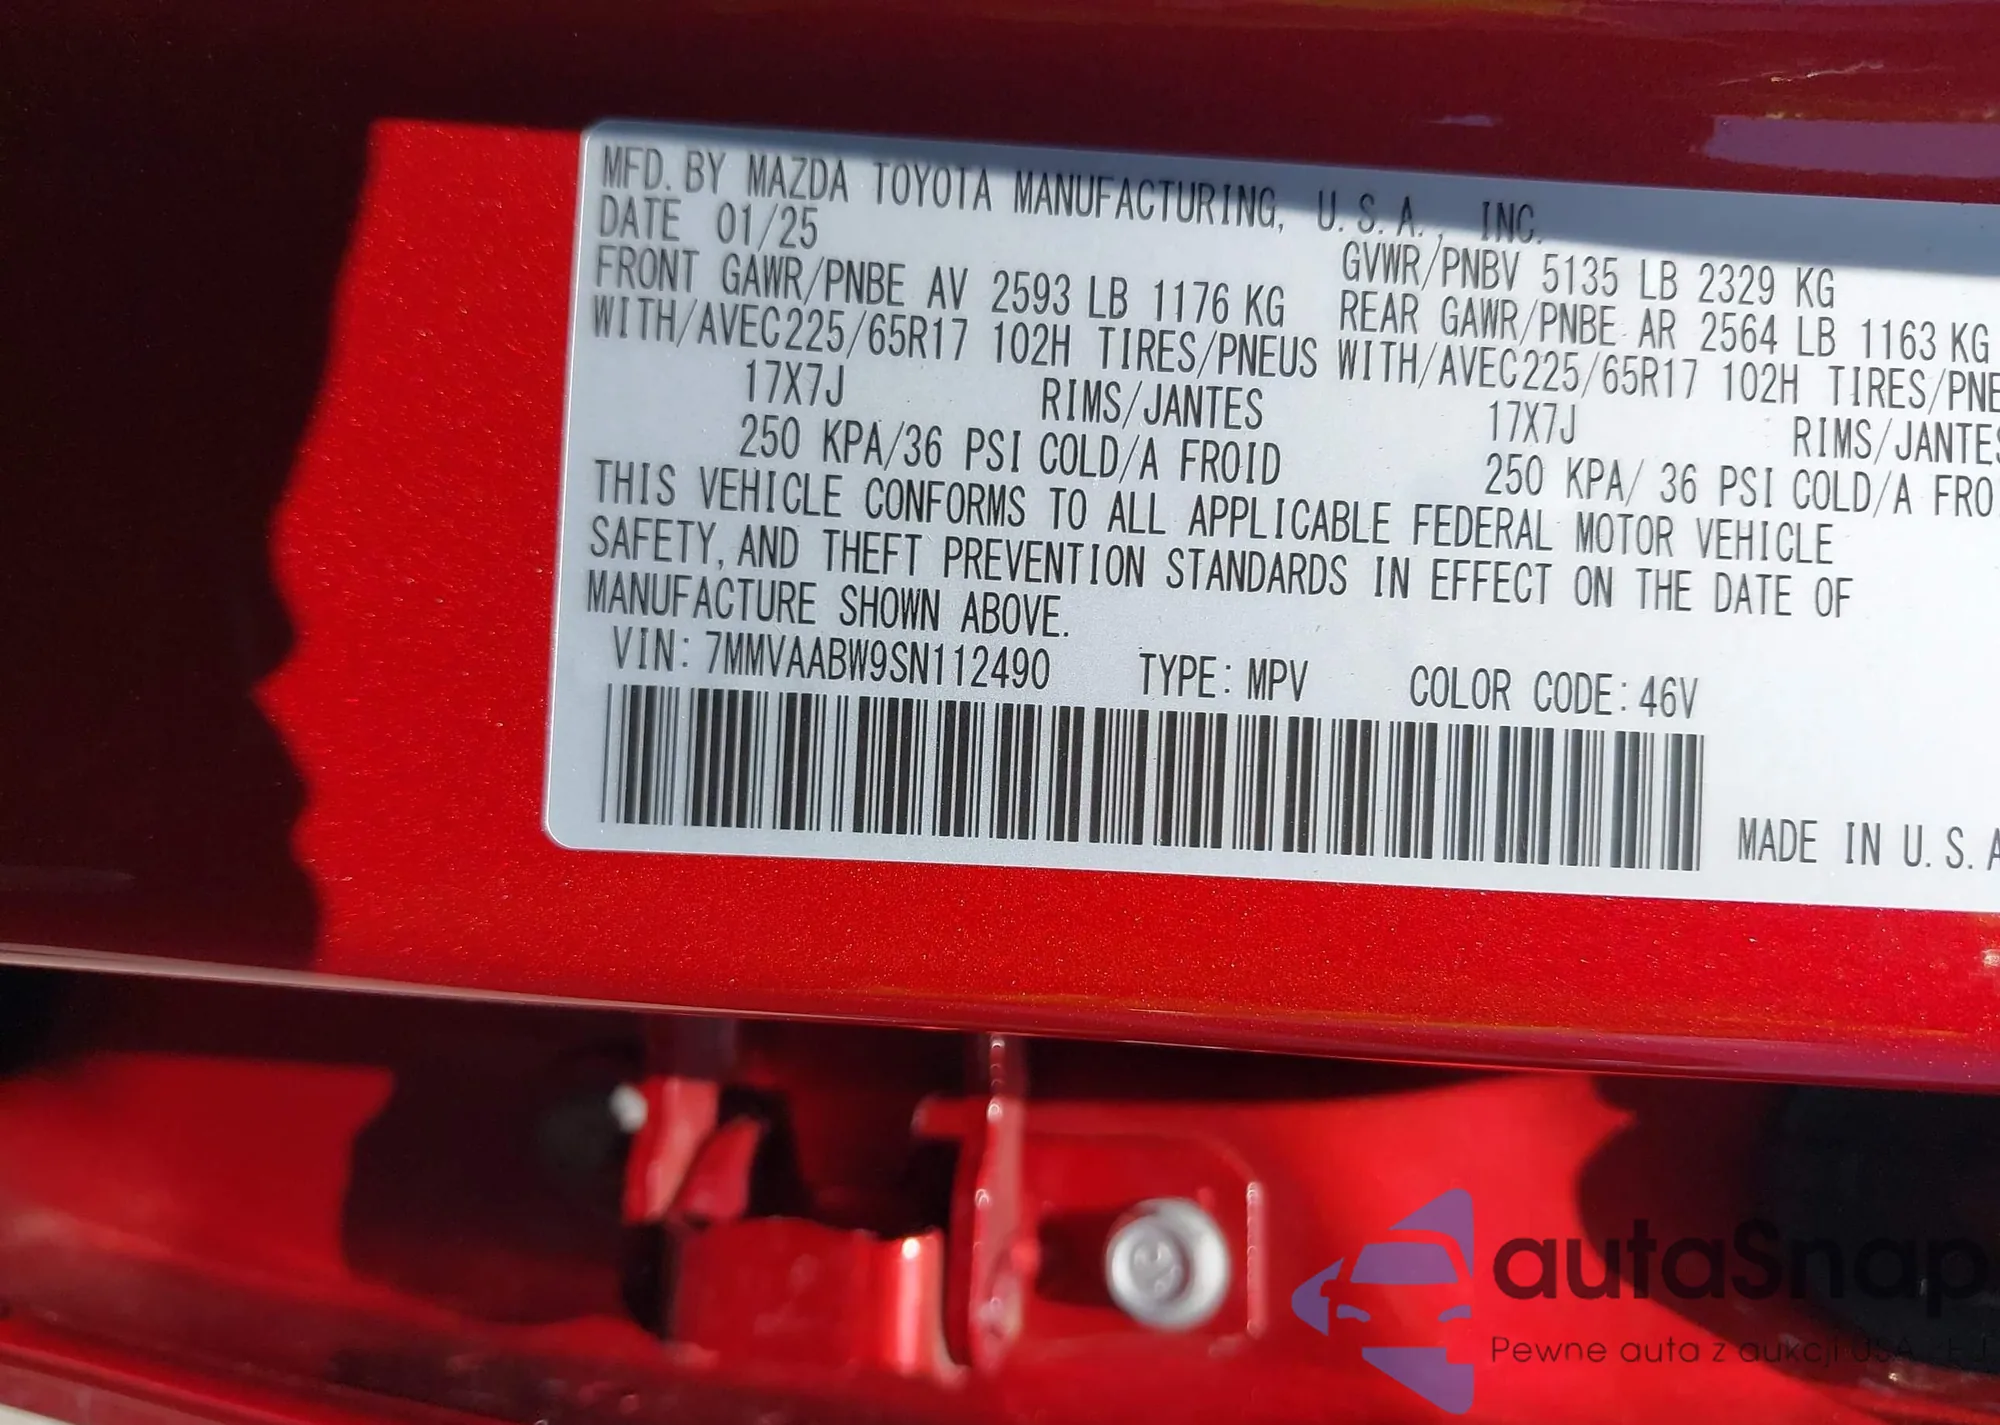 MFD. BY MAZDA TOYOTA MANUFACTURING, U.S.A., INC.
DATE 01/25
GVWR/PNBV 5135 LB 2329 KG
FRONT GAWR/PNBE AV 2593 LB 1176 KG REAR GAWR/PNBE AR 2564 LB 1163 KG
WITH/AVEC225/65R17 102H TIRES/PNEUS WITH/AVEC225/65R17 102H TIRES/PNE
17X7J RIMS/JANTES 17X7J RIMS/JANTES
250 KPA/36 PSI COLD/A FROID 250 KPA/ 36 PSI COLD/A FRO
THIS VEHICLE CONFORMS TO ALL APPLICABLE FEDERAL MOTOR VEHICLE
SAFETY, AND THEFT PREVENTION STANDARDS IN EFFECT ON THE DATE OF
MANUFACTURE SHOWN ABOVE.
VIN: 7MMVAABW9SN112490 TYPE: MPV COLOR CODE: 46V
MADE IN U.S.A
autaSnap
Pewne auta z aukcji USA